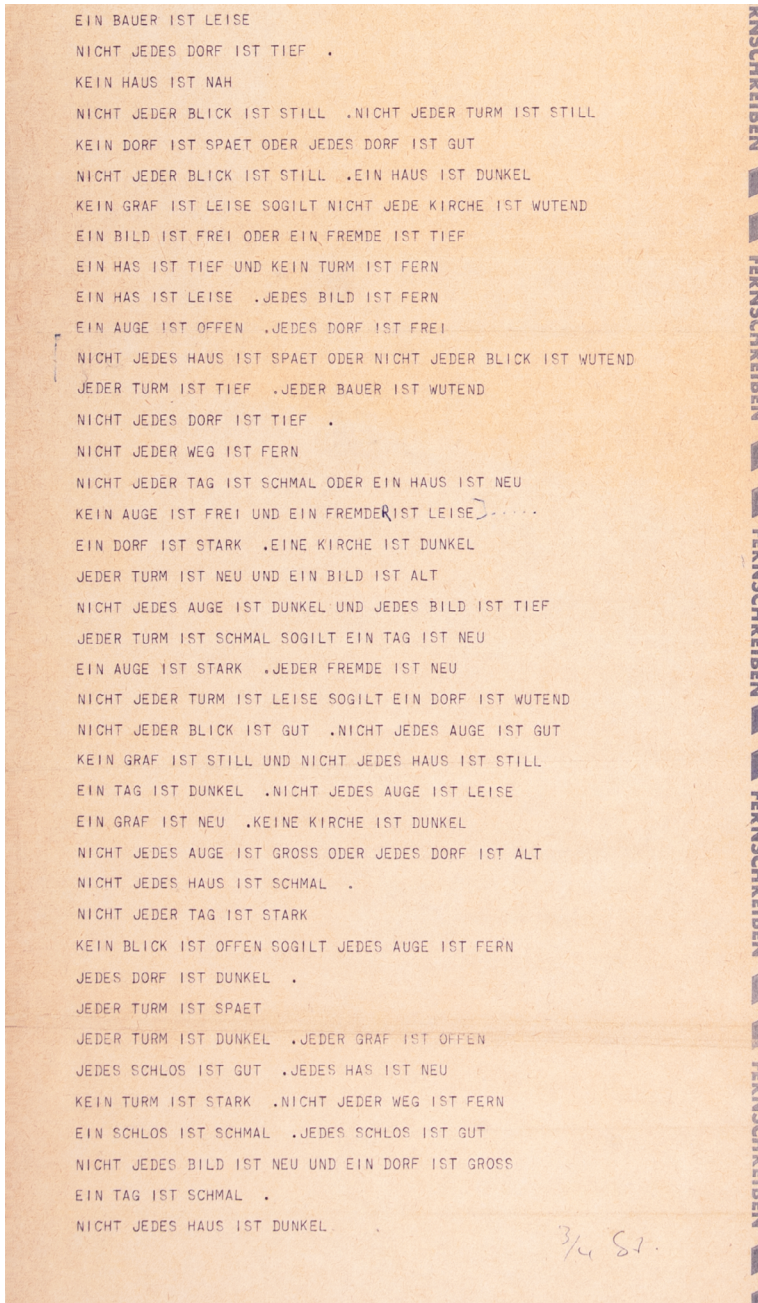 EIN BAUER IST LEISE
NICHT JEDES DORF IST TIEF .
KEIN HAUS IST NAH
NICHT JEDER BLICK IST STILL .NICHT JEDER TURM IST STILL
KEIN DORF IST SPAET ODER JEDES DORF IST GUT
NICHT JEDER BLICK IST STILL .EIN HAUS IST DUNKEL
KEIN GRAF IST LEISE SOGILT NICHT JEDE KIRCHE IST WUTEND
EIN BILD IST FREI ODER EIN FREMDE IST TIEF
EIN HAS IST TIEF UND KEIN TURM IST FERN
EIN HAS IST LEISE .JEDES BILD IST FERN
EIN AUGE IST OFFEN .JEDES DORF IST FREI
NICHT JEDES HAUS IST SPAET ODER NICHT JEDER BLICK IST WUTEND
JEDER TURM IST TIEF .JEDER BAUER IST WUTEND
NICHT JEDES DORF IST TIEF .
NICHT JEDER WEG IST FERN
NICHT JEDER TAG IST SCHMAL ODER EIN HAUS IST NEU
KEIN AUGE IST FREI UND EIN FREMDER IST LEISE
EIN DORF IST STARK .EINE KIRCHE IST DUNKEL
JEDER TURM IST NEU UND EIN BILD IST ALT
NICHT JEDES AUGE IST DUNKEL UND JEDES BILD IST TIEF
JEDER TURM IST SCHMAL SOGILT EIN TAG IST NEU
EIN AUGE IST STARK .JEDER FREMDE IST NEU
NICHT JEDER TURM IST LEISE SOGILT EIN DORF IST WUTEND
NICHT JEDER BLICK IST GUT .NICHT JEDES AUGE IST GUT
KEIN GRAF IST STILL UND NICHT JEDES HAUS IST STILL
EIN TAG IST DUNKEL .NICHT JEDES AUGE IST LEISE
EIN GRAF IST NEU .KEINE KIRCHE IST DUNKEL
NICHT JEDES AUGE IST GROSS ODER JEDES DORF IST ALT
NICHT JEDES HAUS IST SCHMAL .
NICHT JEDER TAG IST STARK
KEIN BLICK IST OFFEN SOGILT JEDES AUGE IST FERN
JEDES DORF IST DUNKEL .
JEDER TURM IST SPAET
JEDER TURM IST DUNKEL .JEDER GRAF IST OFFEN
JEDES SCHLOS IST GUT .JEDES HAS IST NEU
KEIN TURM IST STARK .NICHT JEDER WEG IST FERN
EIN SCHLOS IST SCHMAL .JEDES SCHLOS IST GUT
NICHT JEDES BILD IST NEU UND EIN DORF IST GROSS
EIN TAG IST SCHMAL .
NICHT JEDES HAUS IST DUNKEL
FERNSCHREIBEN
FERNSCHREIBEN
FERNSCHREIBEN
FERNSCHREIBEN
FERNSCHREIBEN